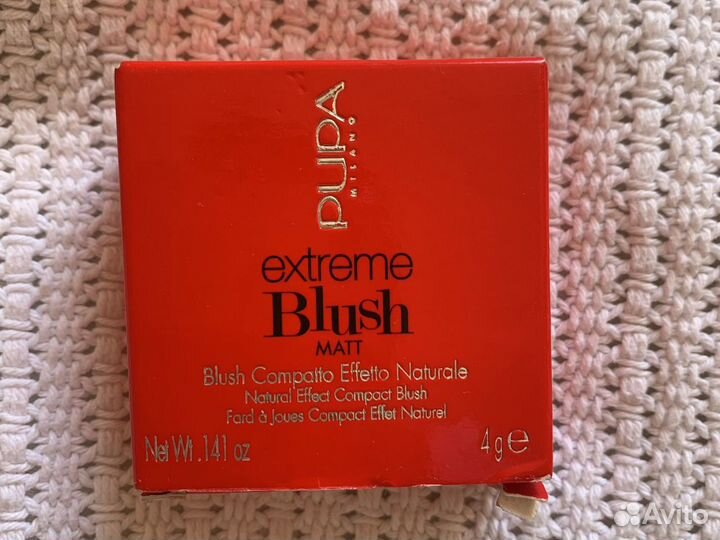 PUPA
MILANO
extreme
Blush
MATT
Blush Compatto Effetto Naturale
Natural Effect Compact Blush
Fard à Joues Compact Effet Naturel
Net Wt .141 oz
4 g e
Avito